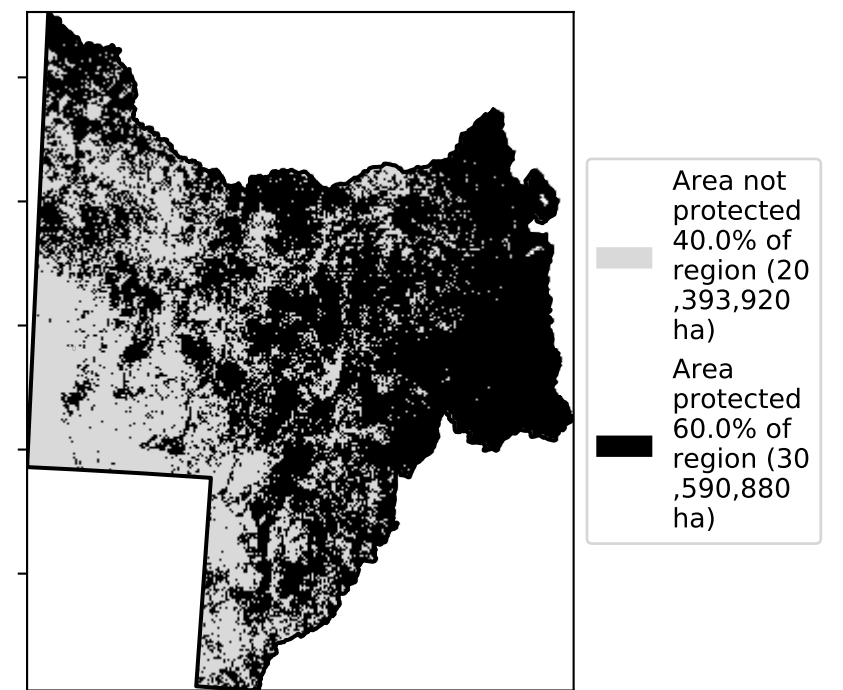 Area not
protected
40.0% of
region (20
,393,920
ha)
Area
protected
60.0% of
region (30
,590,880
ha)